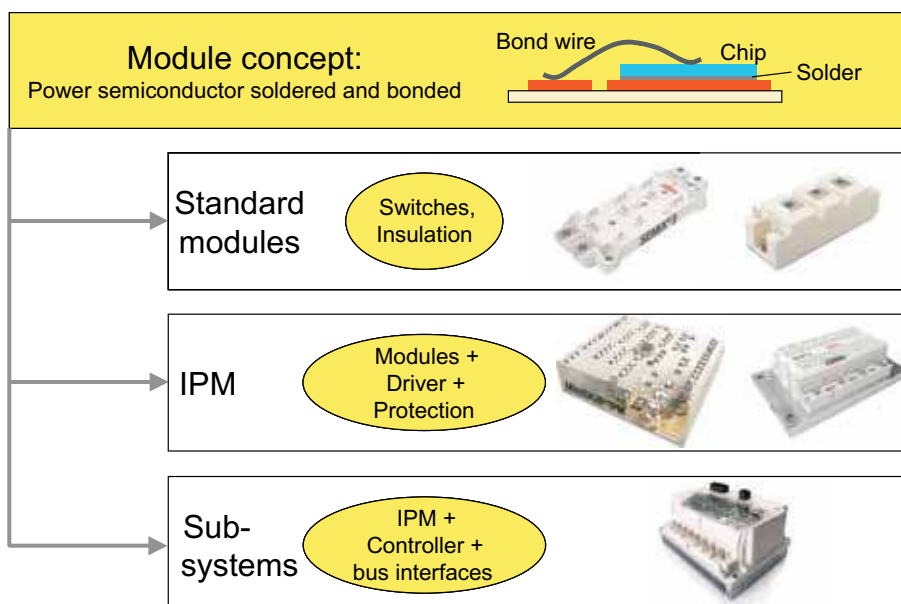 Module concept:
Power semiconductor soldered and bonded
Bond wire
Chip
Solder
Standard
modules
Switches,
Insulation
IPM
Modules +
Driver +
Protection
Sub-
systems
IPM +
Controller +
bus interfaces